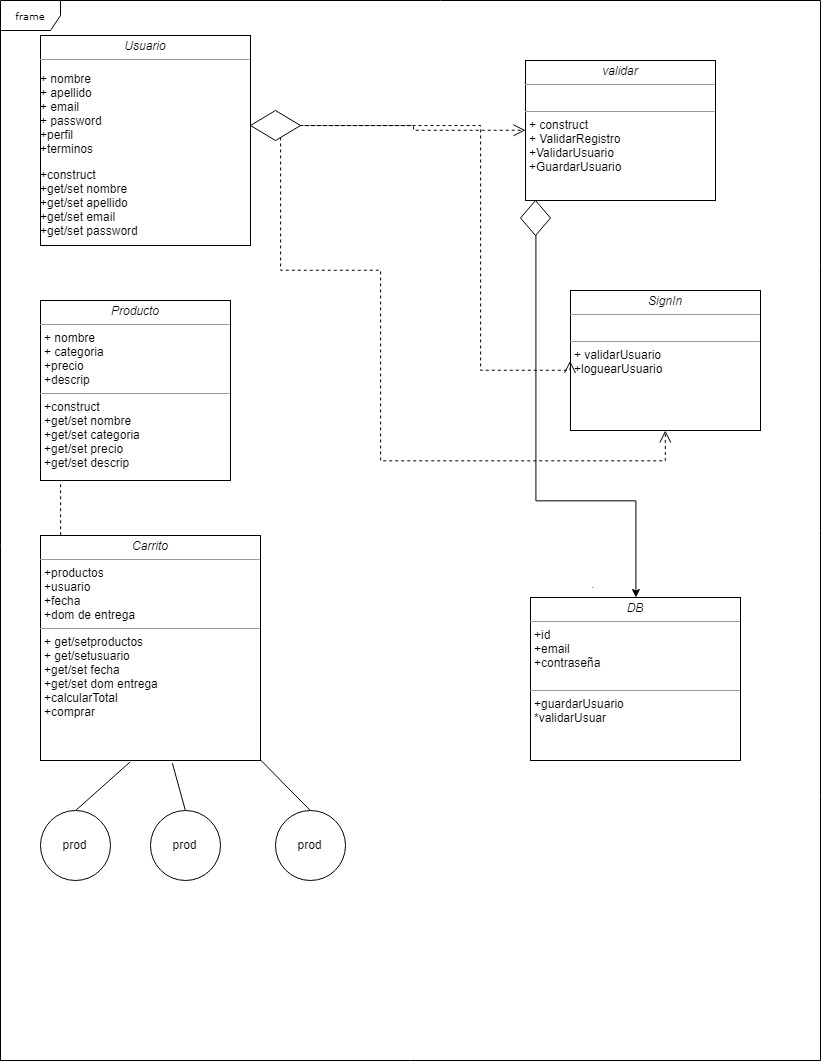 frame
Usuario
+ nombre
+ apellido
+ email
+ password
+perfil
+terminos
+construct
+get/set nombre
+get/set apellido
+get/set email
+get/set password
validar
+ construct
+ ValidarRegistro
+ValidarUsuario
+GuardarUsuario
SignIn
+ validarUsuario
+loguearUsuario
Producto
+ nombre
+ categoria
+precio
+descrip
+construct
+get/set nombre
+get/set categoria
+get/set precio
+get/set descrip
Carrito
+productos
+usuario
+fecha
+dom de entrega
+ get/setproductos
+ get/setusuario
+get/set fecha
+get/set dom entrega
+calcularTotal
+comprar
DB
+id
+email
+contraseña
+guardarUsuario
*validarUsuar
prod
prod
prod